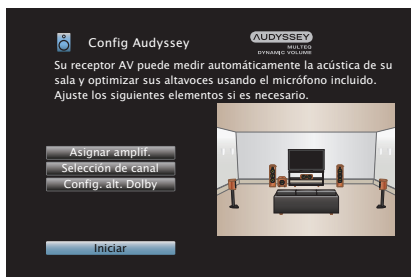 Config Audyssey
AUDYSSEY
MULTEQ
DYNAMIC VOLUME
Su receptor AV puede medir automáticamente la acústica de su
sala y optimizar sus altavoces usando el micrófono incluido.
Ajuste los siguientes elementos si es necesario.
Asignar amplif.
Selección de canal
Config. alt. Dolby
Iniciar